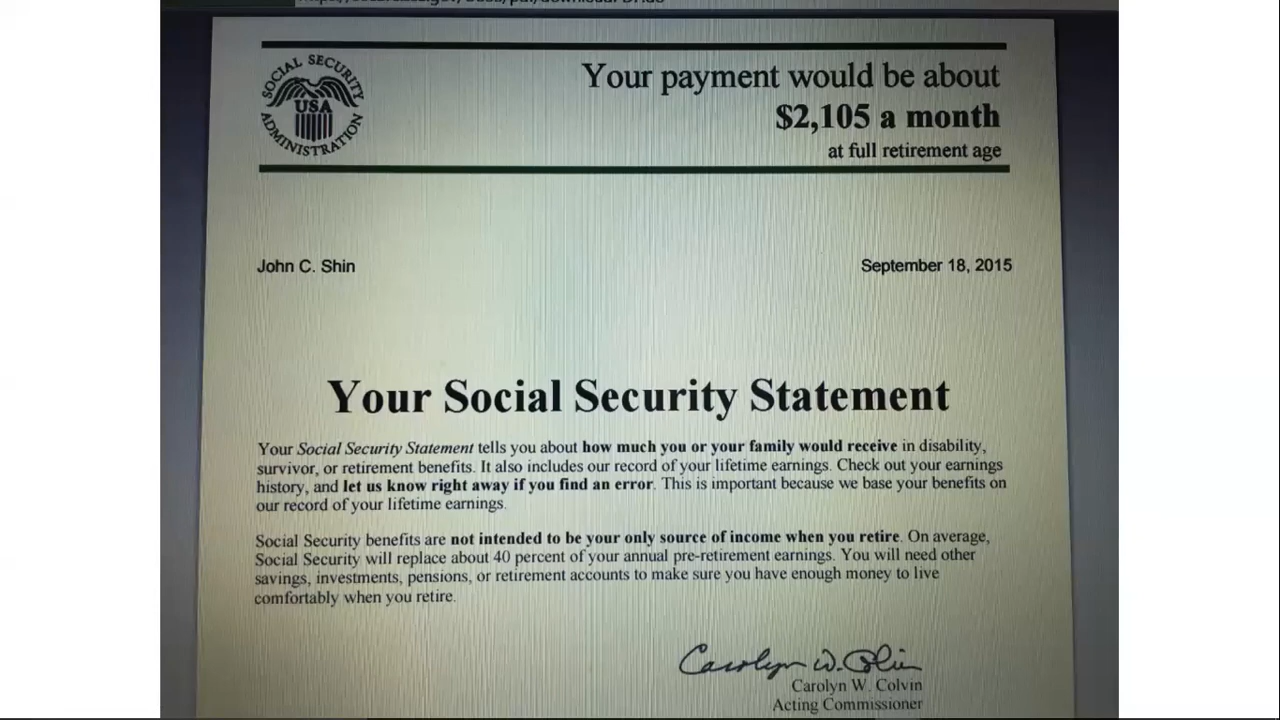 Your payment would be about
$2,105 a month
at full retirement age
SOCIAL SECURITY
USA
ADMINISTRATION
John C. Shin
September 18, 2015
Your Social Security Statement
Your Social Security Statement tells you about how much you or your family would receive in disability,
survivor, or retirement benefits. It also includes our record of your lifetime earnings. Check out your earnings
history, and let us know right away if you find an error. This is important because we base your benefits on
our record of your lifetime earnings.
Social Security benefits are not intended to be your only source of income when you retire. On average,
Social Security will replace about 40 percent of your annual pre-retirement earnings. You will need other
savings, investments, pensions, or retirement accounts to make sure you have enough money to live
comfortably when you retire.
Carolyn W. Colvin
Carolyn W. Colvin
Acting Commissioner